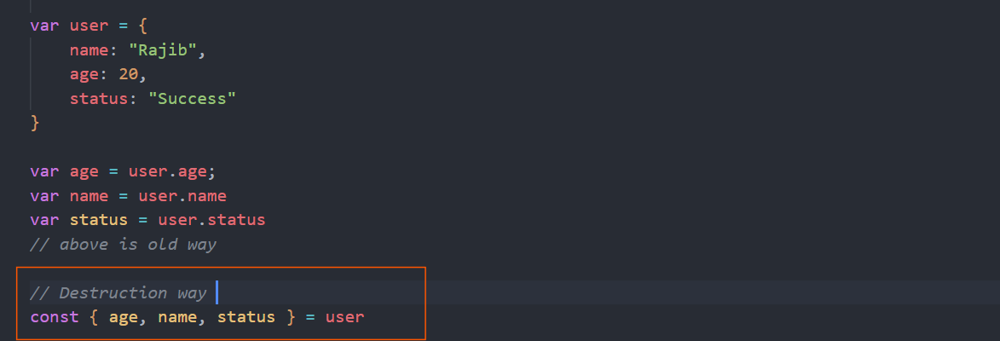 var user = {
    name: "Rajib",
    age: 20,
    status: "Success"
}
var age = user.age;
var name = user.name
var status = user.status
// above is old way
// Destruction way
const { age, name, status } = user